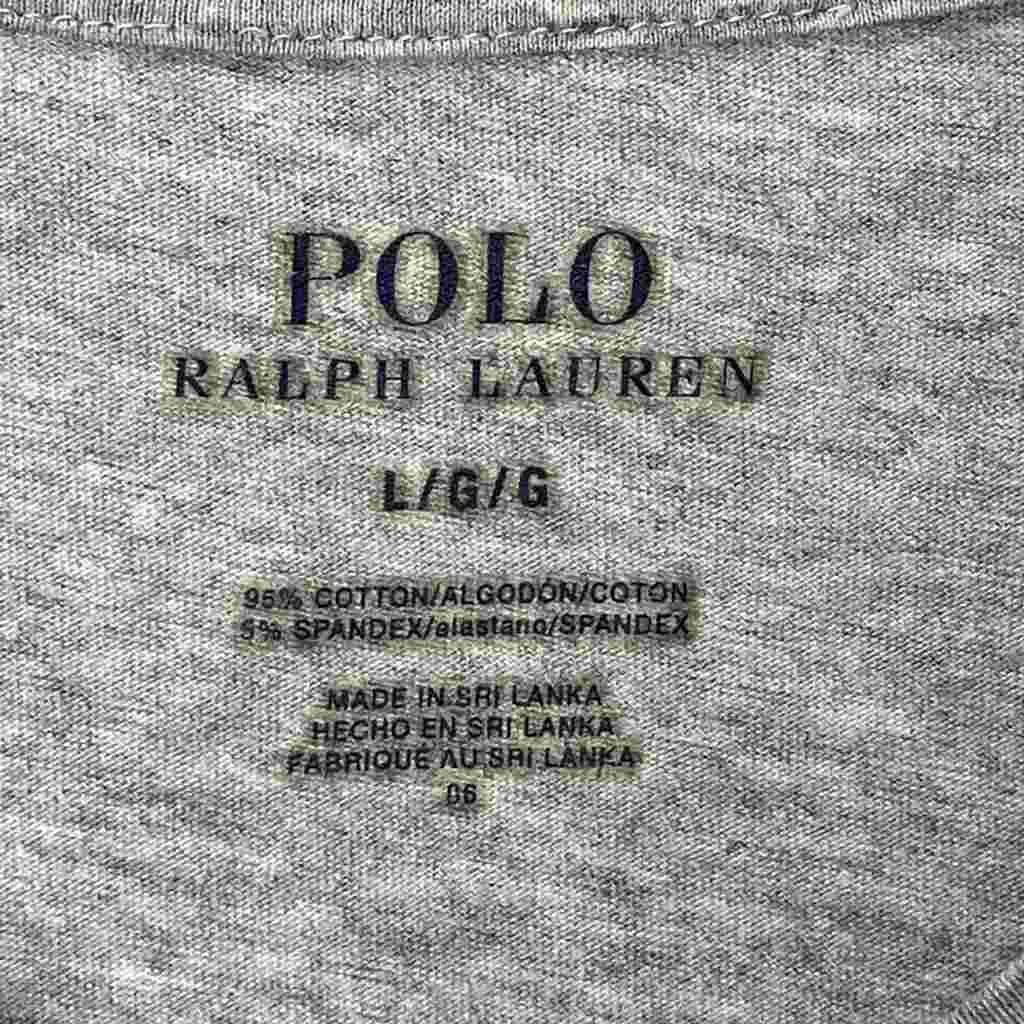 POLO
RALPH LAUREN
L/G/G
95% COTTON/ALGODÓN/COTON
5% SPANDEX/elastano/SPANDEX
MADE IN SRI LANKA
HECHO EN SRI LANKA
FABRIQUÉ AU SRI LANKA
06